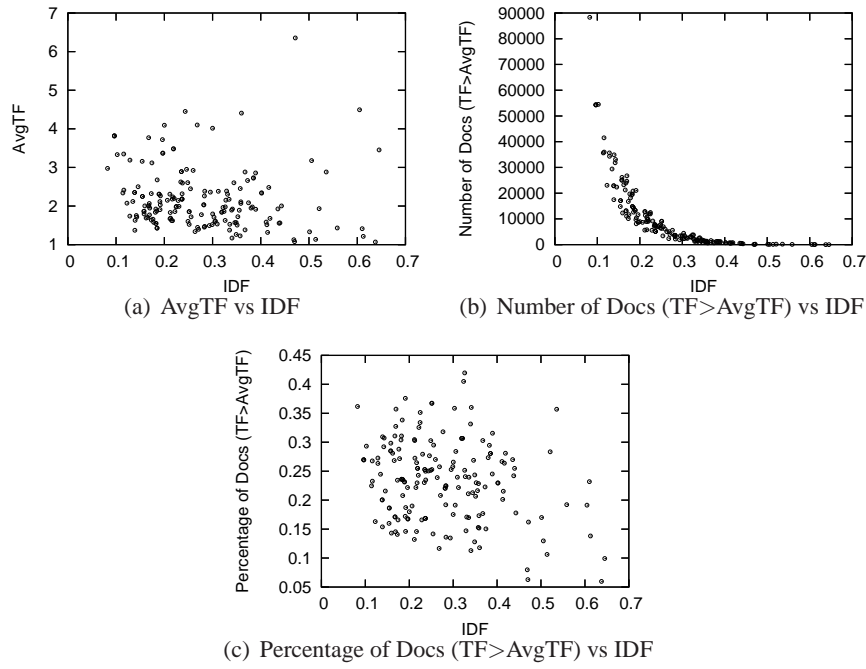 7
6
5
4
3
2
1
0 0.1 0.2 0.3 0.4 0.5 0.6 0.7
AvgTF
IDF
(a) AvgTF vs IDF
90000
80000
70000
60000
50000
40000
30000
20000
10000
0
0 0.1 0.2 0.3 0.4 0.5 0.6 0.7
Number of Docs (TF>AvgTF)
IDF
(b) Number of Docs (TF>AvgTF) vs IDF
0.45
0.4
0.35
0.3
0.25
0.2
0.15
0.1
0.05
0 0.1 0.2 0.3 0.4 0.5 0.6 0.7
Percentage of Docs (TF>AvgTF)
IDF
(c) Percentage of Docs (TF>AvgTF) vs IDF